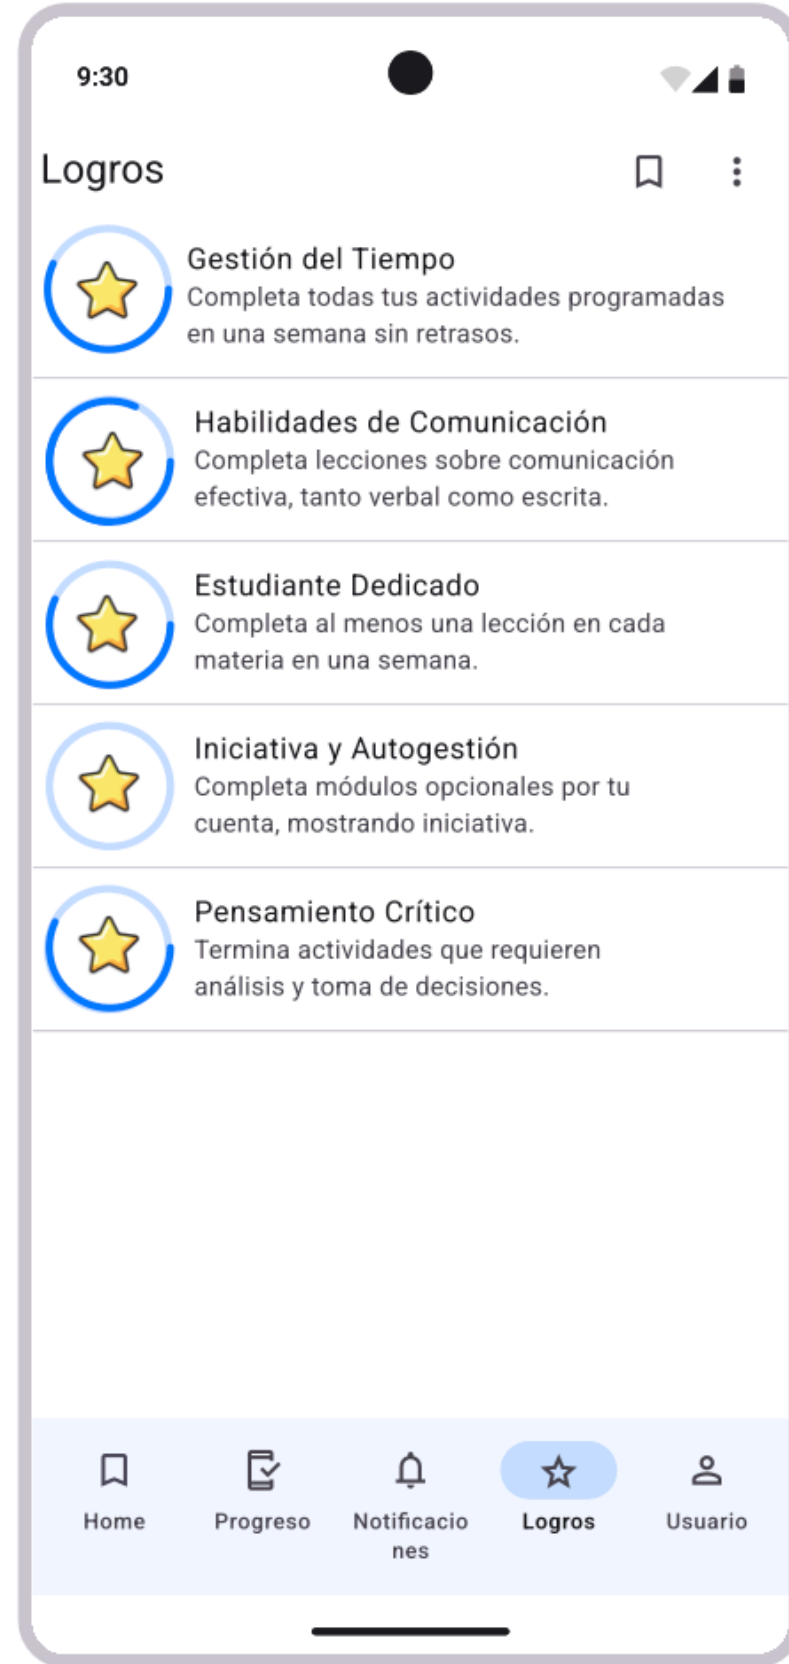 9:30
Logros
Gestión del Tiempo
Completa todas tus actividades programadas
en una semana sin retrasos.
Habilidades de Comunicación
Completa lecciones sobre comunicación
efectiva, tanto verbal como escrita.
Estudiante Dedicado
Completa al menos una lección en cada
materia en una semana.
Iniciativa y Autogestión
Completa módulos opcionales por tu
cuenta, mostrando iniciativa.
Pensamiento Crítico
Termina actividades que requieren
análisis y toma de decisiones.
Home
Progreso
Notificacio
nes
Logros
Usuario